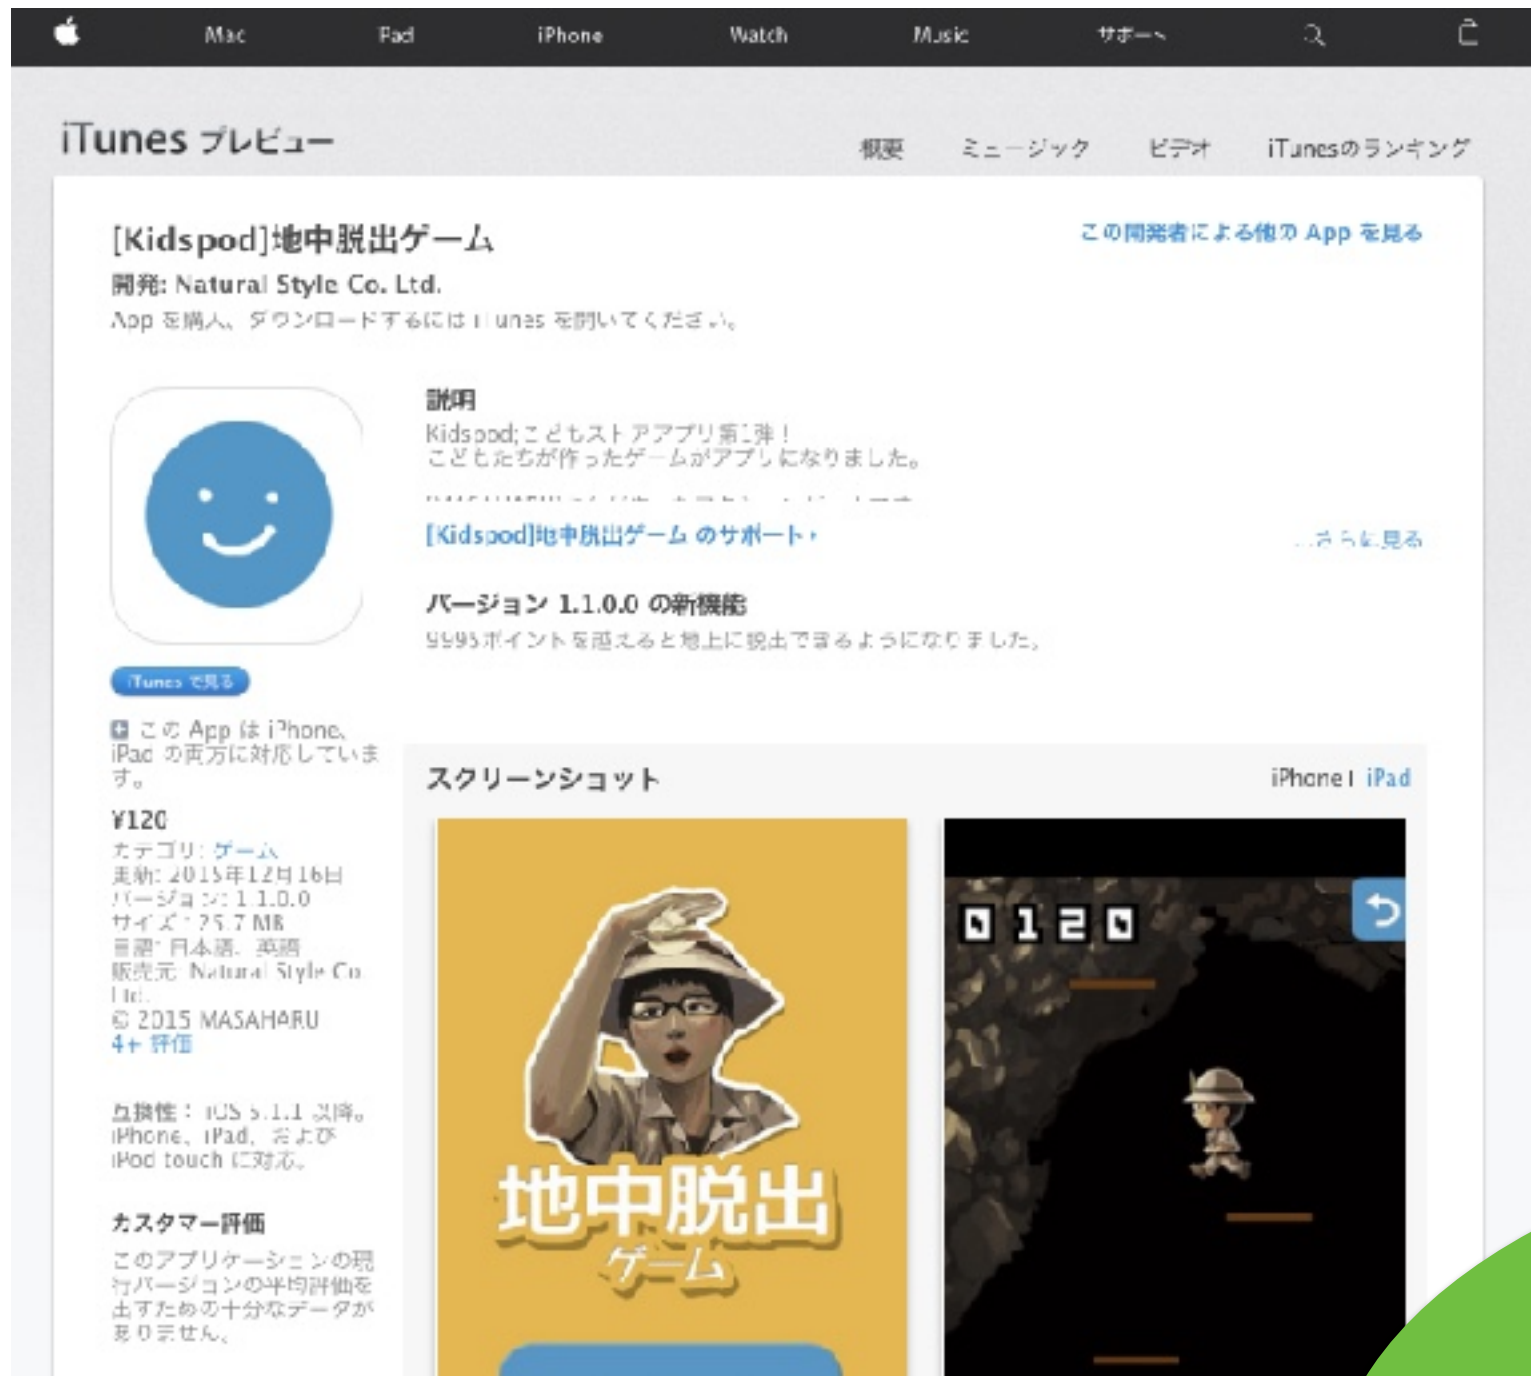 Mac iPad iPhone Watch Music サポート
iTunes プレビュー
概要 ミュージック ビデオ iTunesのランキング
[Kidspod]地中脱出ゲーム
この開発者による他の App を見る
開発: Natural Style Co. Ltd.
App を購入、ダウンロードするには iTunes を開いてください。
説明
Kidspod;こどもストアアプリ第1弾！
こどもたちが作ったゲームがアプリになりました。
[Kidspod]地中脱出ゲーム のサポート
...さらに見る
バージョン 1.1.0.0 の新機能
9995ポイントを越えると地上に脱出できるようになりました。
iTunes で見る
この App は iPhone、
iPad の両方に対応していま
す。
¥120
カテゴリ: ゲーム
更新: 2015年12月16日
バージョン: 1.1.0.0
サイズ: 25.7 MB
言語: 日本語、英語
販売元: Natural Style Co.
Ltd.
© 2015 MASAHARU
4+ 評価
互換性： iOS 5.1.1 以降。
iPhone、iPad、および
iPod touch に対応。
カスタマー評価
このアプリケーションの現
行バージョンの平均評価を
出すための十分なデータが
ありません。
スクリーンショット
iPhone | iPad
地中脱出
ゲーム
0120